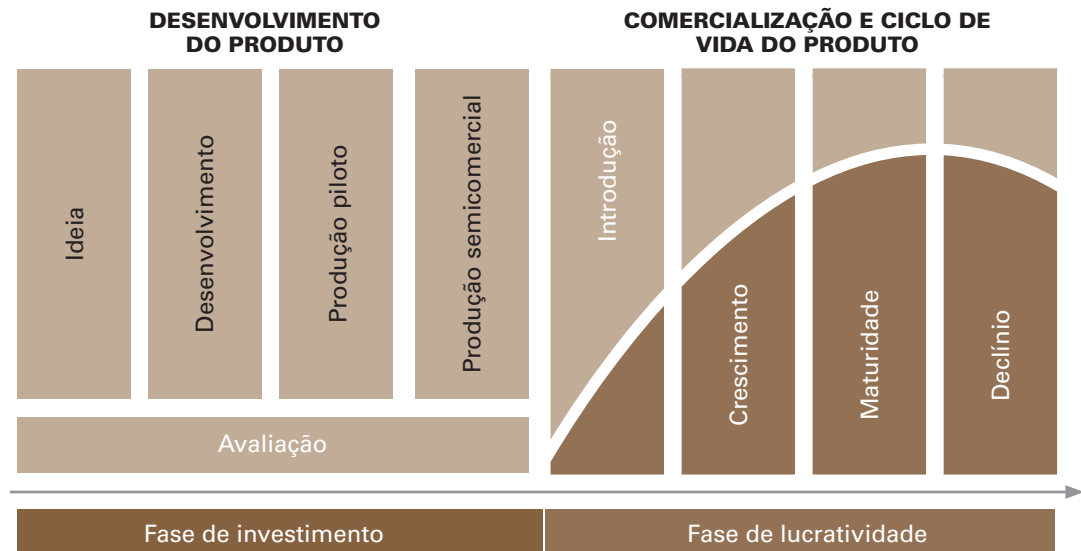 DESENVOLVIMENTO
DO PRODUTO
COMERCIALIZAÇÃO E CICLO DE
VIDA DO PRODUTO
Ideia
Desenvolvimento
Produção piloto
Produção semicomercial
Introdução
Crescimento
Maturidade
Declínio
Avaliação
Fase de investimento
Fase de lucratividade